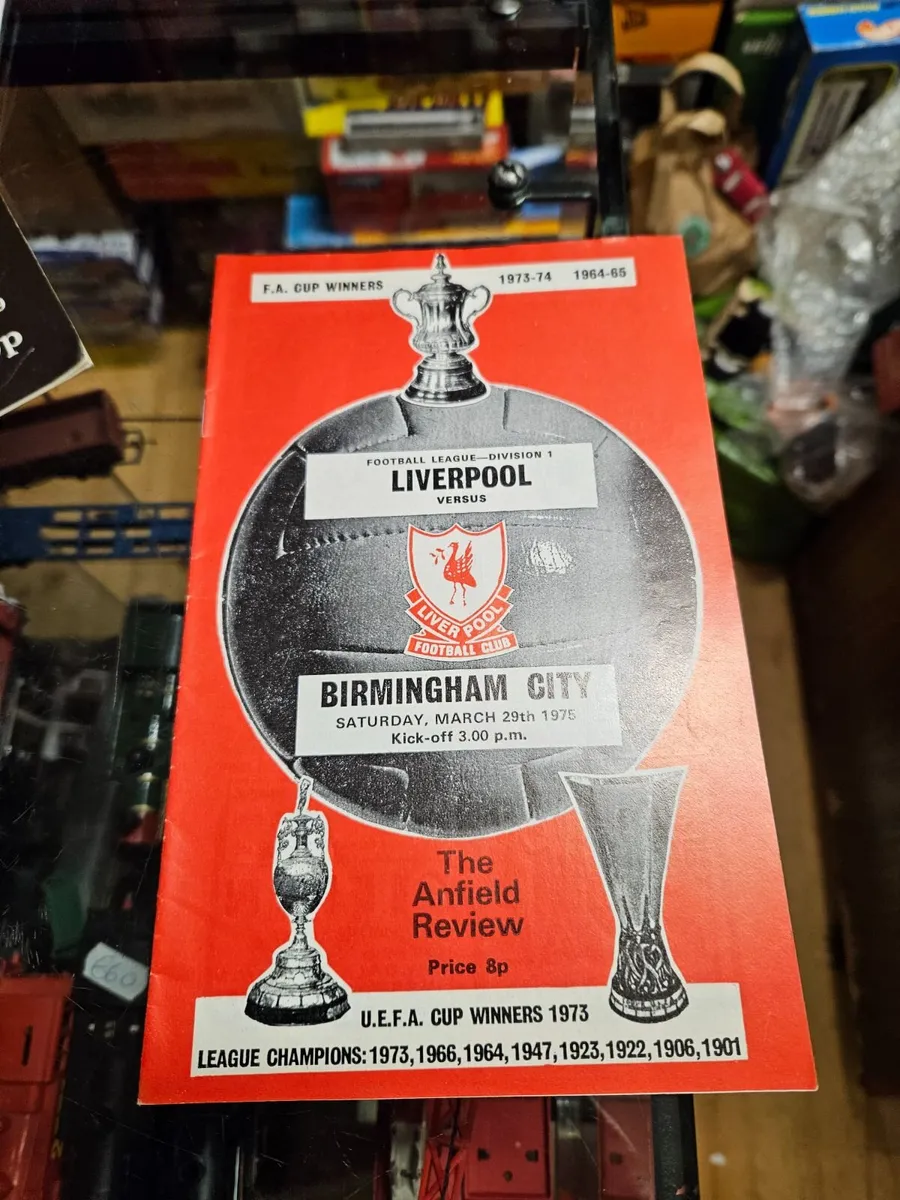 F.A. CUP WINNERS 1973-74 1964-65
FOOTBALL LEAGUE—DIVISION 1
LIVERPOOL
VERSUS
LIVERPOOL
FOOTBALL CLUB
BIRMINGHAM CITY
SATURDAY, MARCH 29th 1975
Kick-off 3.00 p.m.
The
Anfield
Review
Price 8p
U.E.F.A. CUP WINNERS 1973
LEAGUE CHAMPIONS: 1973, 1966, 1964, 1947, 1923, 1922, 1906, 1901